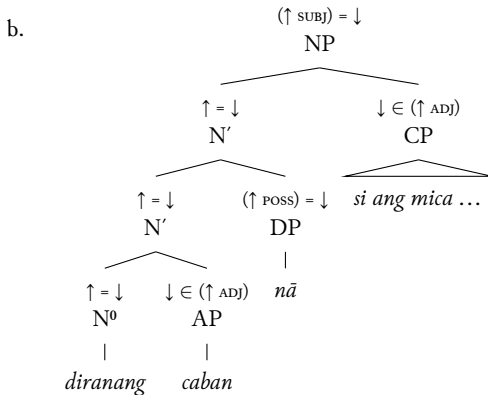 b.
(↑ SUBJ) = ↓
NP
↑ = ↓ ↓ ∈ (↑ ADJ)
N′ CP
↑ = ↓ (↑ POSS) = ↓ si ang mica …
N′ DP
↑ = ↓ ↓ ∈ (↑ ADJ) nā
N⁰ AP
diranang caban